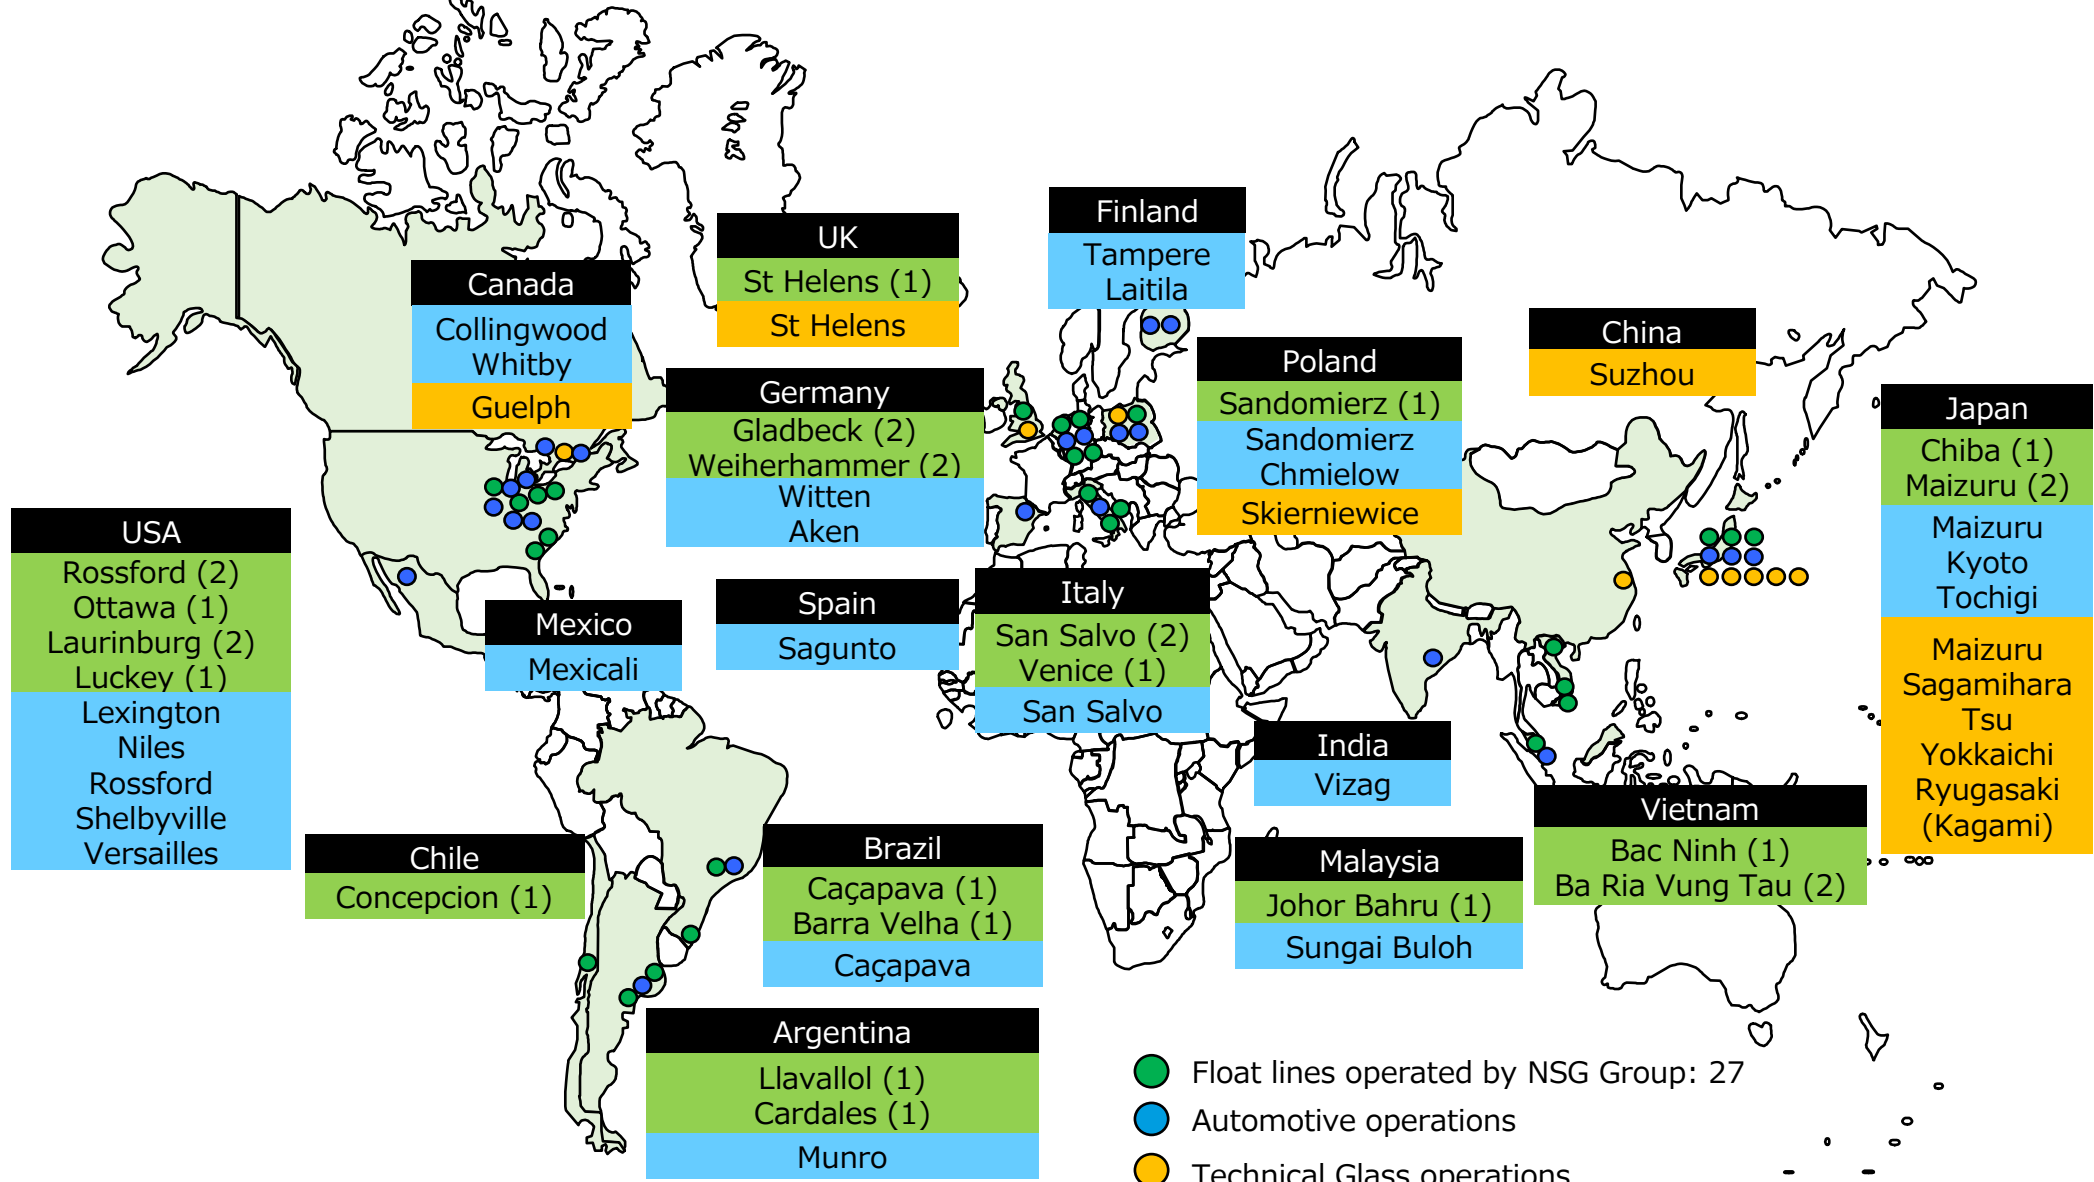 Finland
Tampere
Laitila
UK
St Helens (1)
St Helens
Canada
Collingwood
Whitby
Guelph
China
Suzhou
Poland
Sandomierz (1)
Sandomierz
Chmielow
Skierniewice
Germany
Gladbeck (2)
Weiherhammer (2)
Witten
Aken
Japan
Chiba (1)
Maizuru (2)
Maizuru
Kyoto
Tochigi
Maizuru
Sagamihara
Tsu
Yokkaichi
Ryugasaki
(Kagami)
USA
Rossford (2)
Ottawa (1)
Laurinburg (2)
Luckey (1)
Lexington
Niles
Rossford
Shelbyville
Versailles
Mexico
Mexicali
Spain
Sagunto
Italy
San Salvo (2)
Venice (1)
San Salvo
India
Vizag
Vietnam
Bac Ninh (1)
Ba Ria Vung Tau (2)
Chile
Concepcion (1)
Brazil
Caçapava (1)
Barra Velha (1)
Caçapava
Malaysia
Johor Bahru (1)
Sungai Buloh
Argentina
Llavallol (1)
Cardales (1)
Munro
Float lines operated by NSG Group: 27
Automotive operations
Technical Glass operations